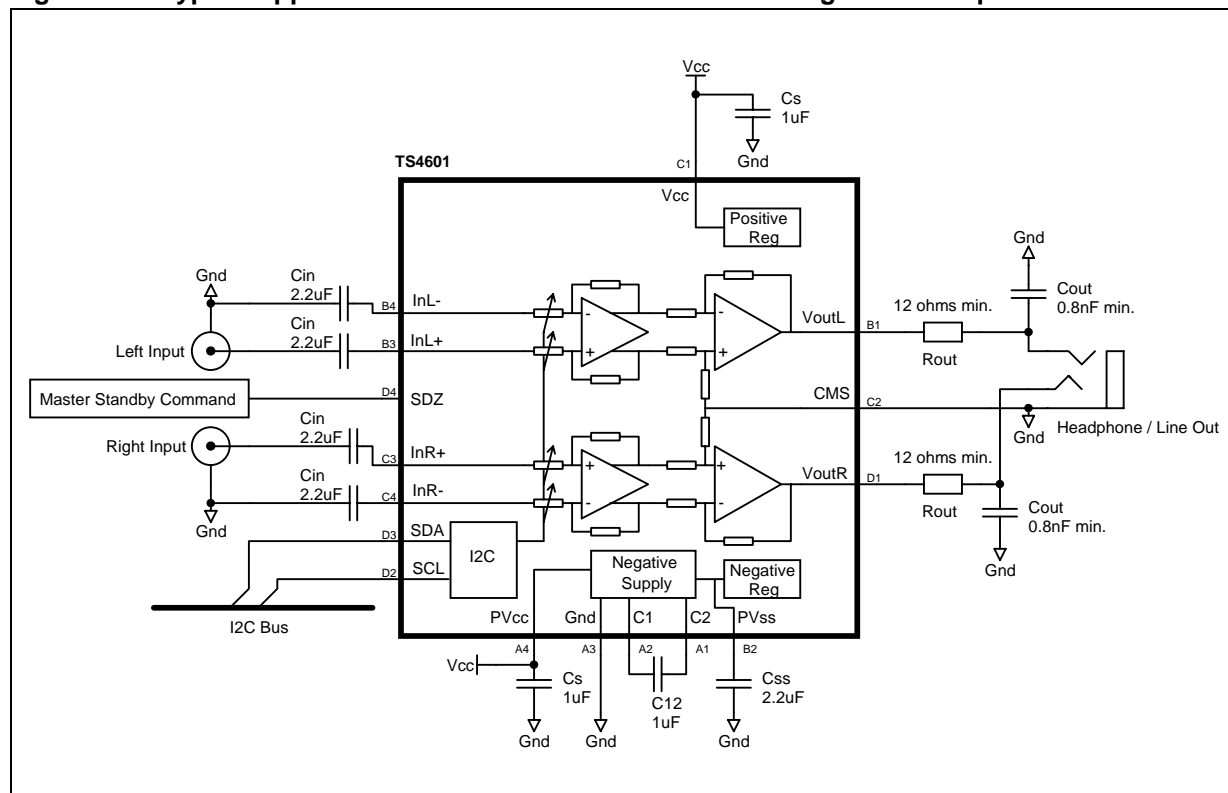 Vcc
Cs
1uF
Gnd
TS4601
C1
Vcc
Positive
Reg
Gnd
Cin
2.2uF
B4
InL-
Cin
2.2uF
B3
InL+
Left Input
Master Standby Command
D4
SDZ
Right Input
Cin
2.2uF
C3
InR+
Cin
2.2uF
C4
InR-
Gnd
D3
SDA
D2
SCL
I2C
I2C Bus
-
+
-
+
+
-
+
-
VoutL
B1
12 ohms min.
Rout
Gnd
Cout
0.8nF min.
CMS
C2
Gnd
Headphone / Line Out
VoutR
D1
12 ohms min.
Rout
Cout
0.8nF min.
Gnd
Negative
Supply
Negative
Reg
PVcc
Gnd
C1
C2
PVss
A4
A3
A2
A1
B2
Vcc
Cs
1uF
Gnd
Gnd
C12
1uF
Css
2.2uF
Gnd